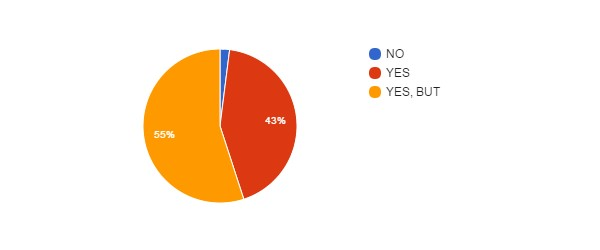 NO
YES
YES, BUT
43%
55%